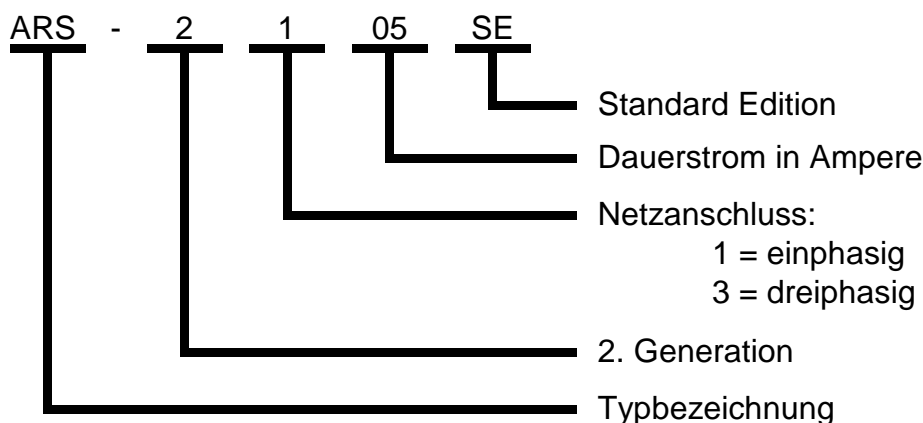 ARS - 2 1 05 SE
Standard Edition
Dauerstrom in Ampere
Netzanschluss:
1 = einphasig
3 = dreiphasig
2. Generation
Typbezeichnung